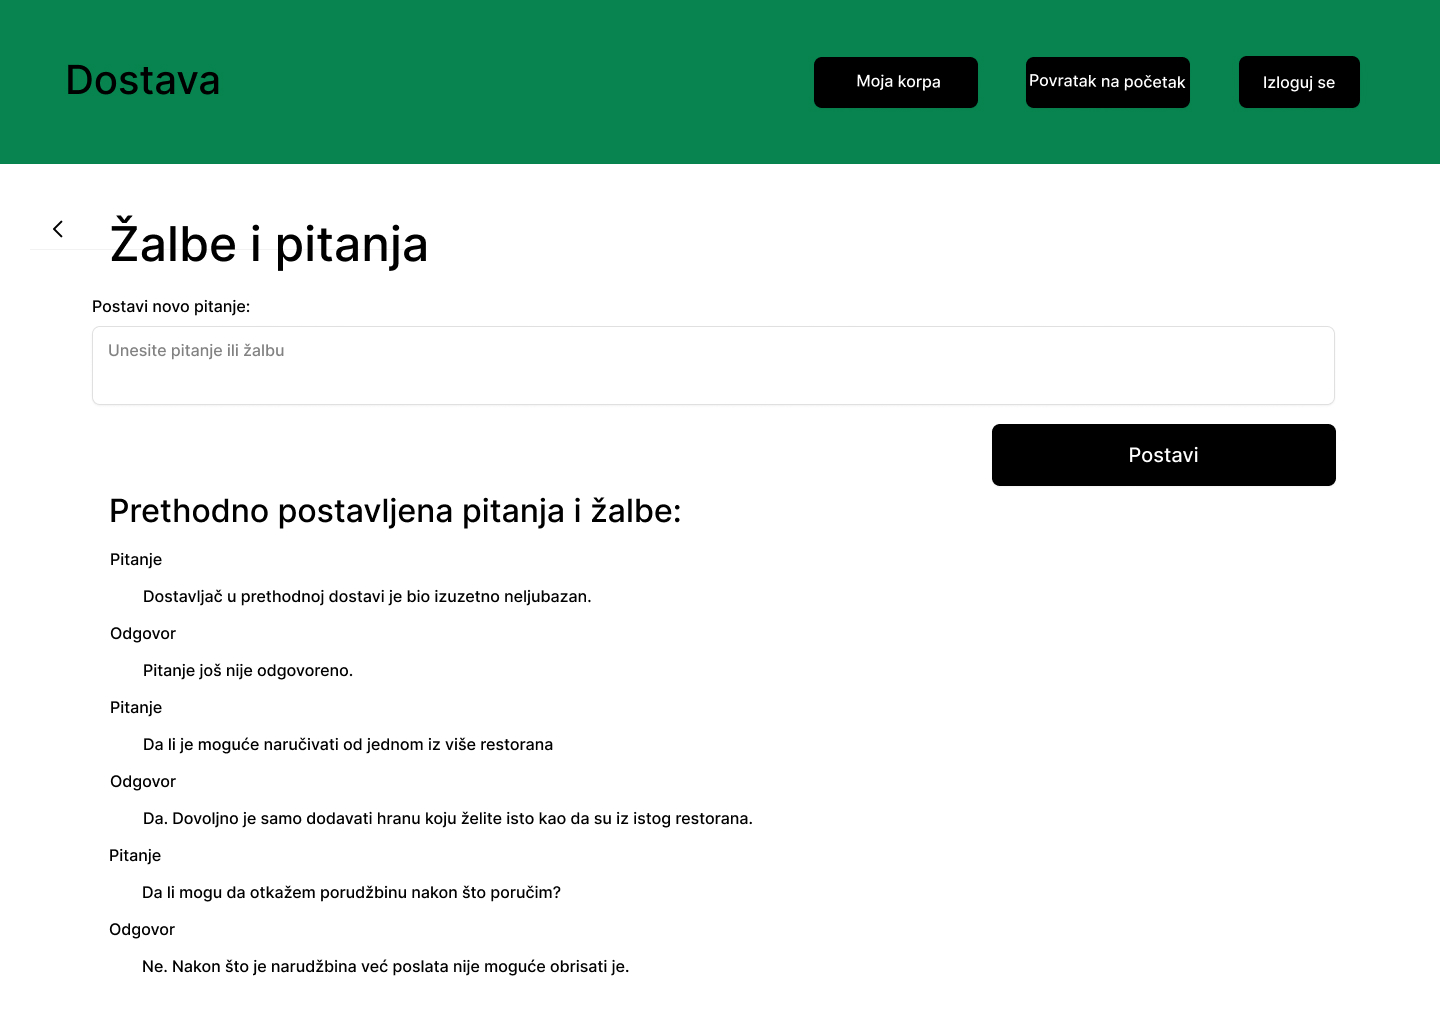 Dostava
Moja korpa
Povratak na početak
Izloguj se
Žalbe i pitanja
Postavi novo pitanje:
Unesite pitanje ili žalbu
Postavi
Prethodno postavljena pitanja i žalbe:
Pitanje
Dostavljač u prethodnoj dostavi je bio izuzetno neljubazan.
Odgovor
Pitanje još nije odgovoreno.
Pitanje
Da li je moguće naručivati od jednom iz više restorana
Odgovor
Da. Dovoljno je samo dodavati hranu koju želite isto kao da su iz istog restorana.
Pitanje
Da li mogu da otkažem porudžbinu nakon što poručim?
Odgovor
Ne. Nakon što je narudžbina već poslata nije moguće obrisati je.